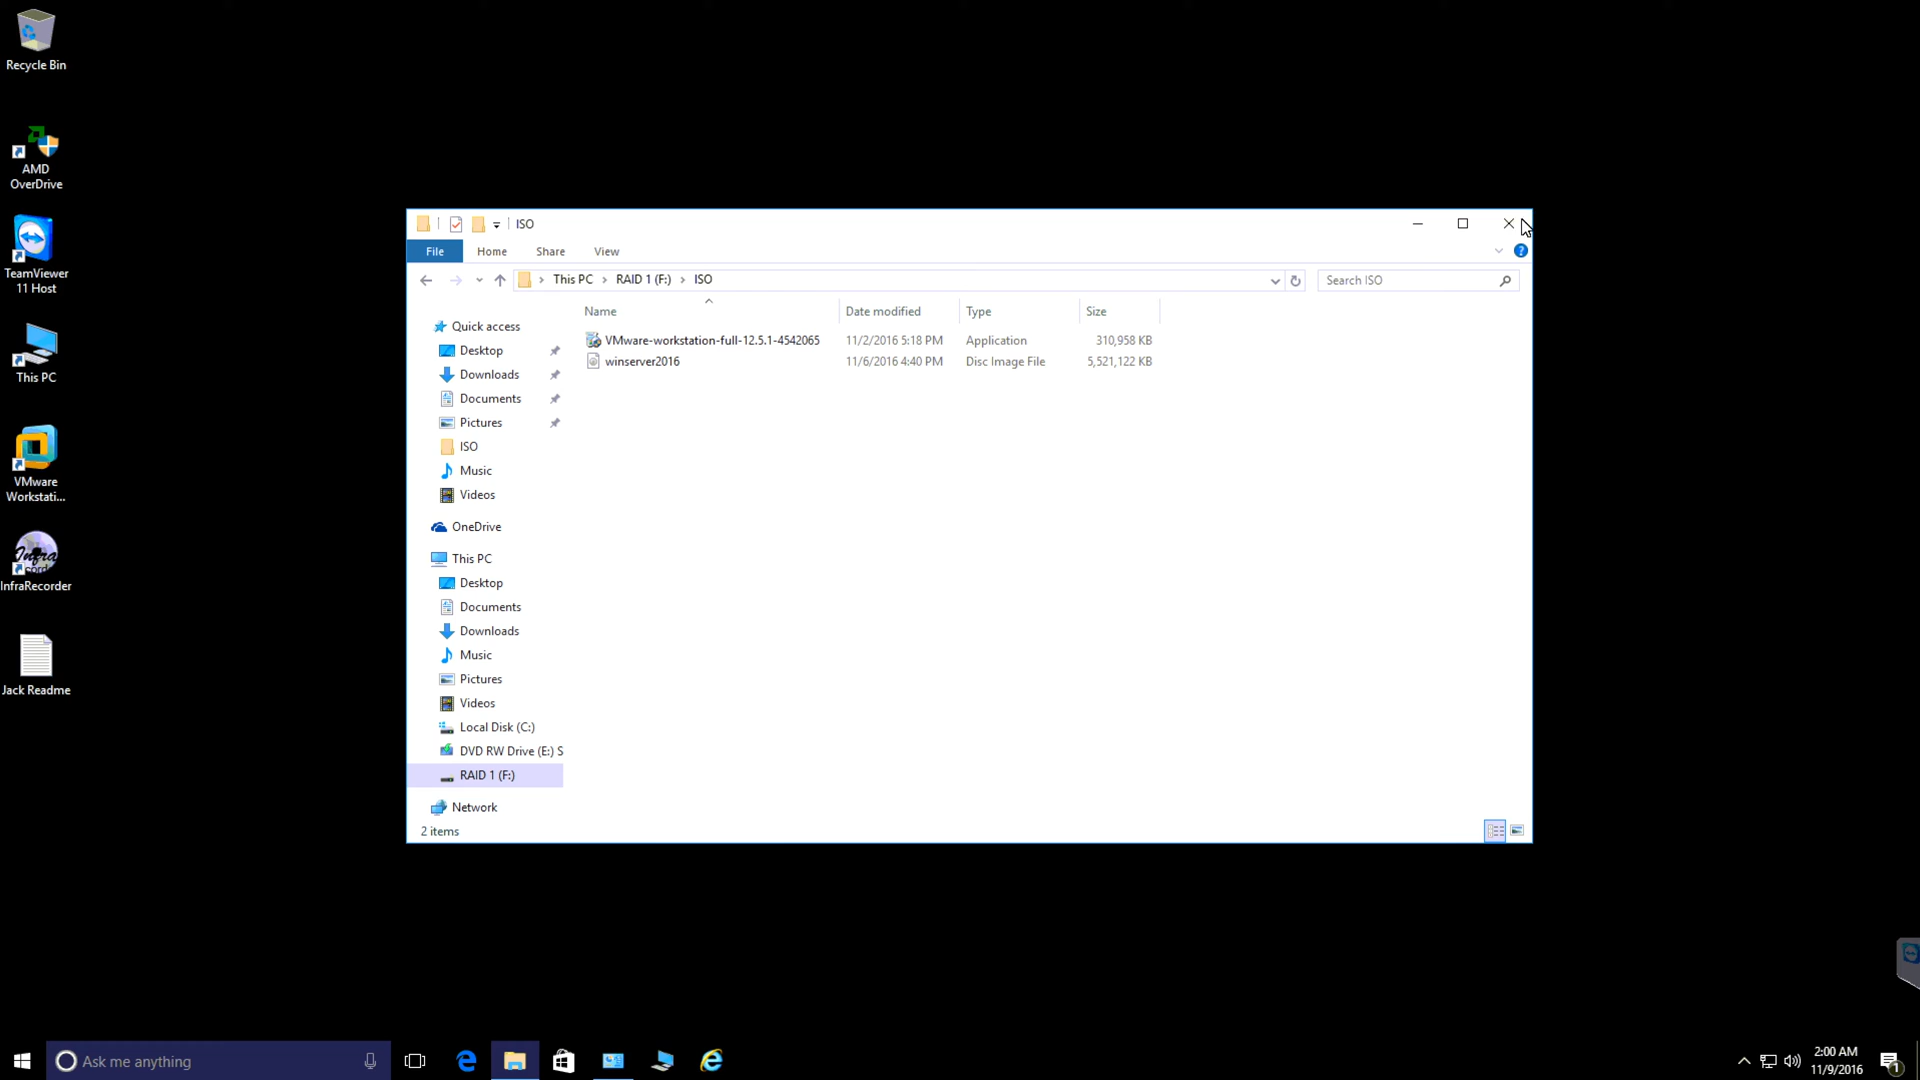 Recycle Bin
AMD
OverDrive
TeamViewer
11 Host
This PC
VMware
Workstati...
InfraRecorder
Jack Readme
ISO
File Home Share View
This PC > RAID 1 (F:) > ISO
Search ISO
Name Date modified Type Size
VMware-workstation-full-12.5.1-4542065 11/2/2016 5:18 PM Application 310,958 KB
winserver2016 11/6/2016 4:40 PM Disc Image File 5,521,122 KB
Quick access
Desktop
Downloads
Documents
Pictures
ISO
Music
Videos
OneDrive
This PC
Desktop
Documents
Downloads
Music
Pictures
Videos
Local Disk (C:)
DVD RW Drive (E:) S
RAID 1 (F:)
Network
2 items
Ask me anything
2:00 AM
11/9/2016
1